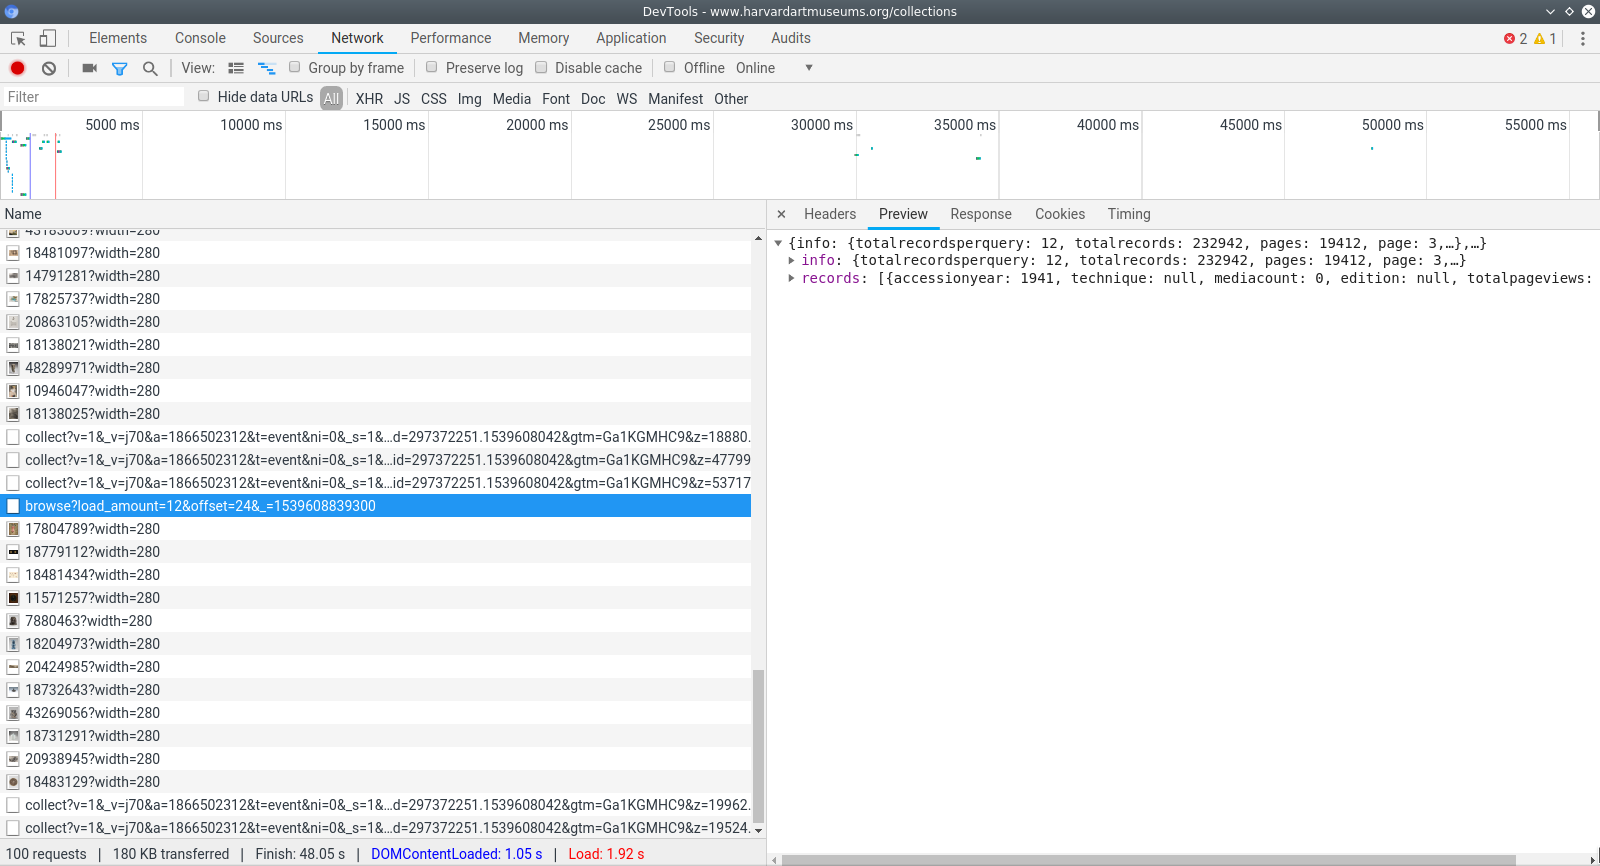 DevTools - www.harvardartmuseums.org/collections
Elements Console Sources Network Performance Memory Application Security Audits 2 1
View: Group by frame Preserve log Disable cache Offline Online
Filter Hide data URLs All XHR JS CSS Img Media Font Doc WS Manifest Other
5000 ms 10000 ms 15000 ms 20000 ms 25000 ms 30000 ms 35000 ms 40000 ms 45000 ms 50000 ms 55000 ms
Name
43183009?width=280
18481097?width=280
14791281?width=280
17825737?width=280
20863105?width=280
18138021?width=280
48289971?width=280
10946047?width=280
18138025?width=280
collect?v=1&_v=j70&a=1866502312&t=event&ni=0&_s=1&…d=297372251.1539608042&gtm=Ga1KGMHC9&z=18880.
collect?v=1&_v=j70&a=1866502312&t=event&ni=0&_s=1&…id=297372251.1539608042&gtm=Ga1KGMHC9&z=47799
collect?v=1&_v=j70&a=1866502312&t=event&ni=0&_s=1&…id=297372251.1539608042&gtm=Ga1KGMHC9&z=53717
browse?load_amount=12&offset=24&_=1539608839300
17804789?width=280
18779112?width=280
18481434?width=280
11571257?width=280
7880463?width=280
18204973?width=280
20424985?width=280
18732643?width=280
43269056?width=280
18731291?width=280
20938945?width=280
18483129?width=280
collect?v=1&_v=j70&a=1866502312&t=event&ni=0&_s=1&…d=297372251.1539608042&gtm=Ga1KGMHC9&z=19962.
collect?v=1&_v=j70&a=1866502312&t=event&ni=0&_s=1&…d=297372251.1539608042&gtm=Ga1KGMHC9&z=19524.
100 requests | 180 KB transferred | Finish: 48.05 s | DOMContentLoaded: 1.05 s | Load: 1.92 s
× Headers Preview Response Cookies Timing
{info: {totalrecordsperquery: 12, totalrecords: 232942, pages: 19412, page: 3,…},…}
info: {totalrecordsperquery: 12, totalrecords: 232942, pages: 19412, page: 3,…}
records: [{accessionyear: 1941, technique: null, mediacount: 0, edition: null, totalpageviews: